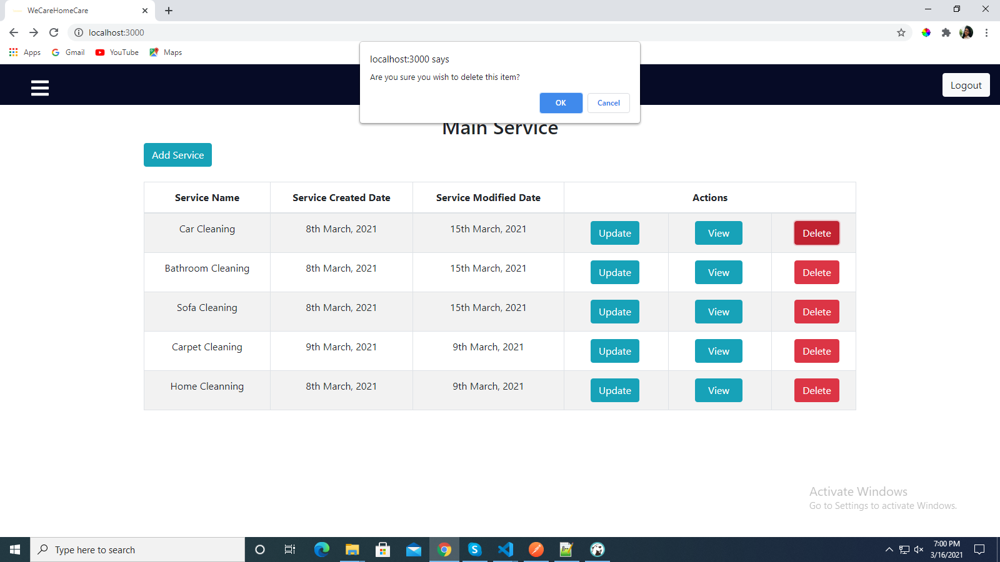 WeCareHomeCare
localhost:3000
Apps Gmail YouTube Maps
localhost:3000 says
Are you sure you wish to delete this item?
OK Cancel
Logout
Main Service
Add Service
Service Name Service Created Date Service Modified Date Actions
Car Cleaning 8th March, 2021 15th March, 2021 Update View Delete
Bathroom Cleaning 8th March, 2021 15th March, 2021 Update View Delete
Sofa Cleaning 8th March, 2021 15th March, 2021 Update View Delete
Carpet Cleaning 9th March, 2021 9th March, 2021 Update View Delete
Home Cleanning 8th March, 2021 9th March, 2021 Update View Delete
Activate Windows
Go to Settings to activate Windows.
Type here to search
7:00 PM
3/16/2021